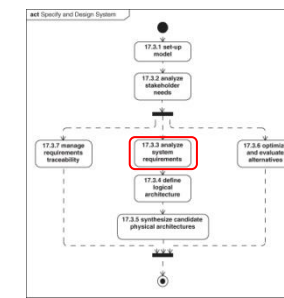 act Specify and Design System
17.3.1 set-up
model
17.3.2 analyze
stakeholder
needs
17.3.7 manage
requirements
traceability
17.3.3 analyze
system
requirements
17.3.6 optimiz
and evaluate
alternatives
17.3.4 define
logical
architecture
17.3.5 synthesize candidate
physical architectures